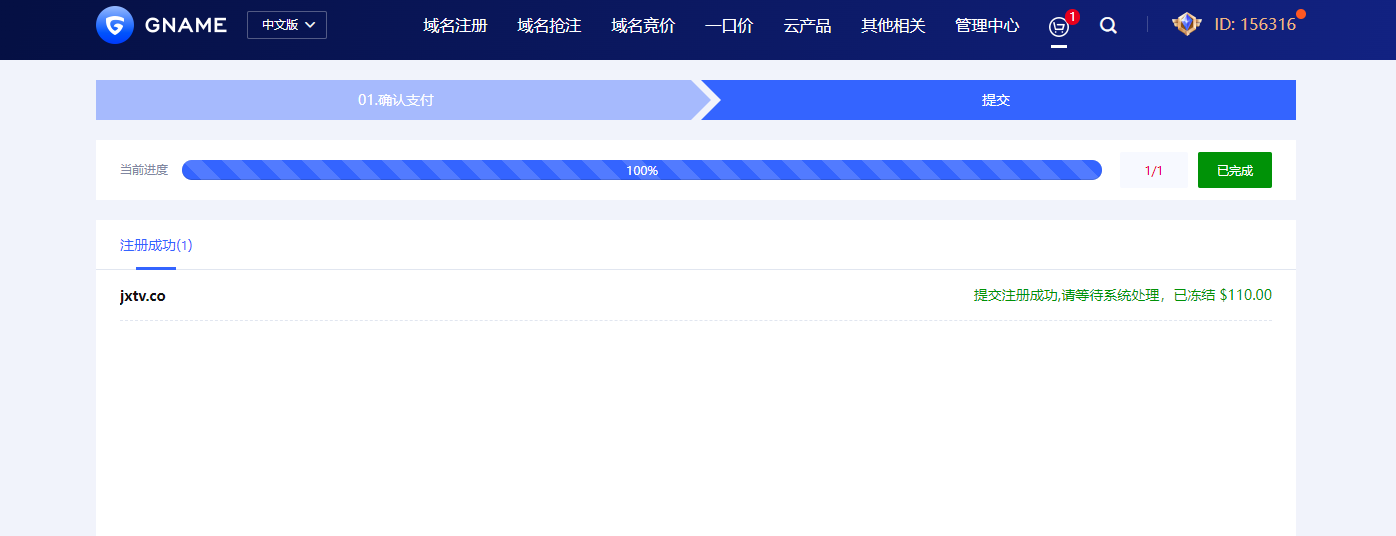 GNAME 中文版 域名注册 域名抢注 域名竞价 一口价 云产品 其他相关 管理中心 1 ID: 156316
01.确认支付 提交
当前进度 100% 1/1 已完成
注册成功(1)
jxtv.co 提交注册成功,请等待系统处理，已冻结 $110.00